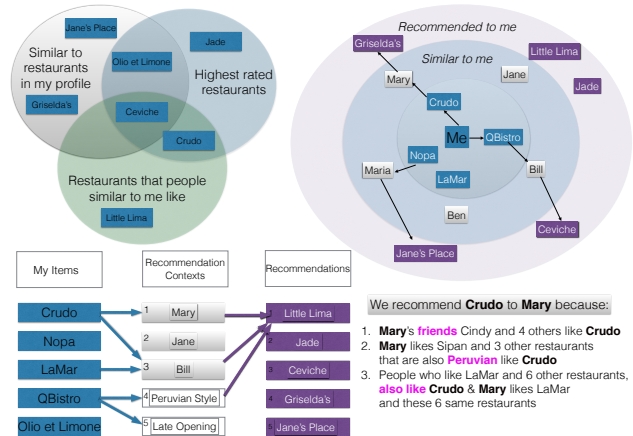 Jane's Place
Similar to
restaurants
in my profile
Jade
Olio et Limone
Highest rated
restaurants
Griselda's
Ceviche
Crudo
Restaurants that people
similar to me like
Little Lima
Recommended to me
Griselda's
Little Lima
Similar to me
Mary
Jane
Jade
Crudo
Me
QBistro
Nopa
Maria
Bill
LaMar
Ben
Ceviche
Jane's Place
My Items
Recommendation
Contexts
Recommendations
Crudo
Nopa
LaMar
QBistro
Olio et Limone
1 Mary
2 Jane
3 Bill
4 Peruvian Style
5 Late Opening
1 Little Lima
2 Jade
3 Ceviche
4 Griselda's
5 Jane's Place
We recommend Crudo to Mary because:
1. Mary's friends Cindy and 4 others like Crudo
2. Mary likes Sipan and 3 other restaurants
that are also Peruvian like Crudo
3. People who like LaMar and 6 other restaurants,
also like Crudo & Mary likes LaMar
and these 6 same restaurants